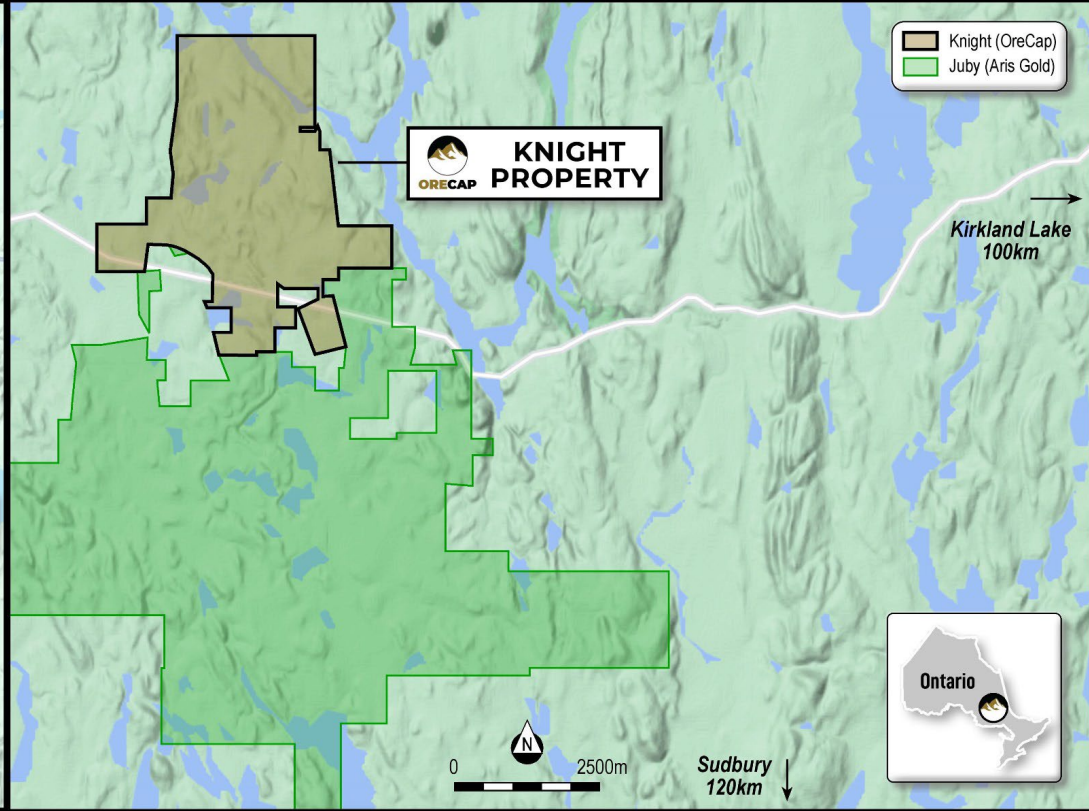 Knight (OreCap)
Juby (Aris Gold)
KNIGHT
PROPERTY
ORECAP
Kirkland Lake
100km
Ontario
N
0 2500m
Sudbury
120km